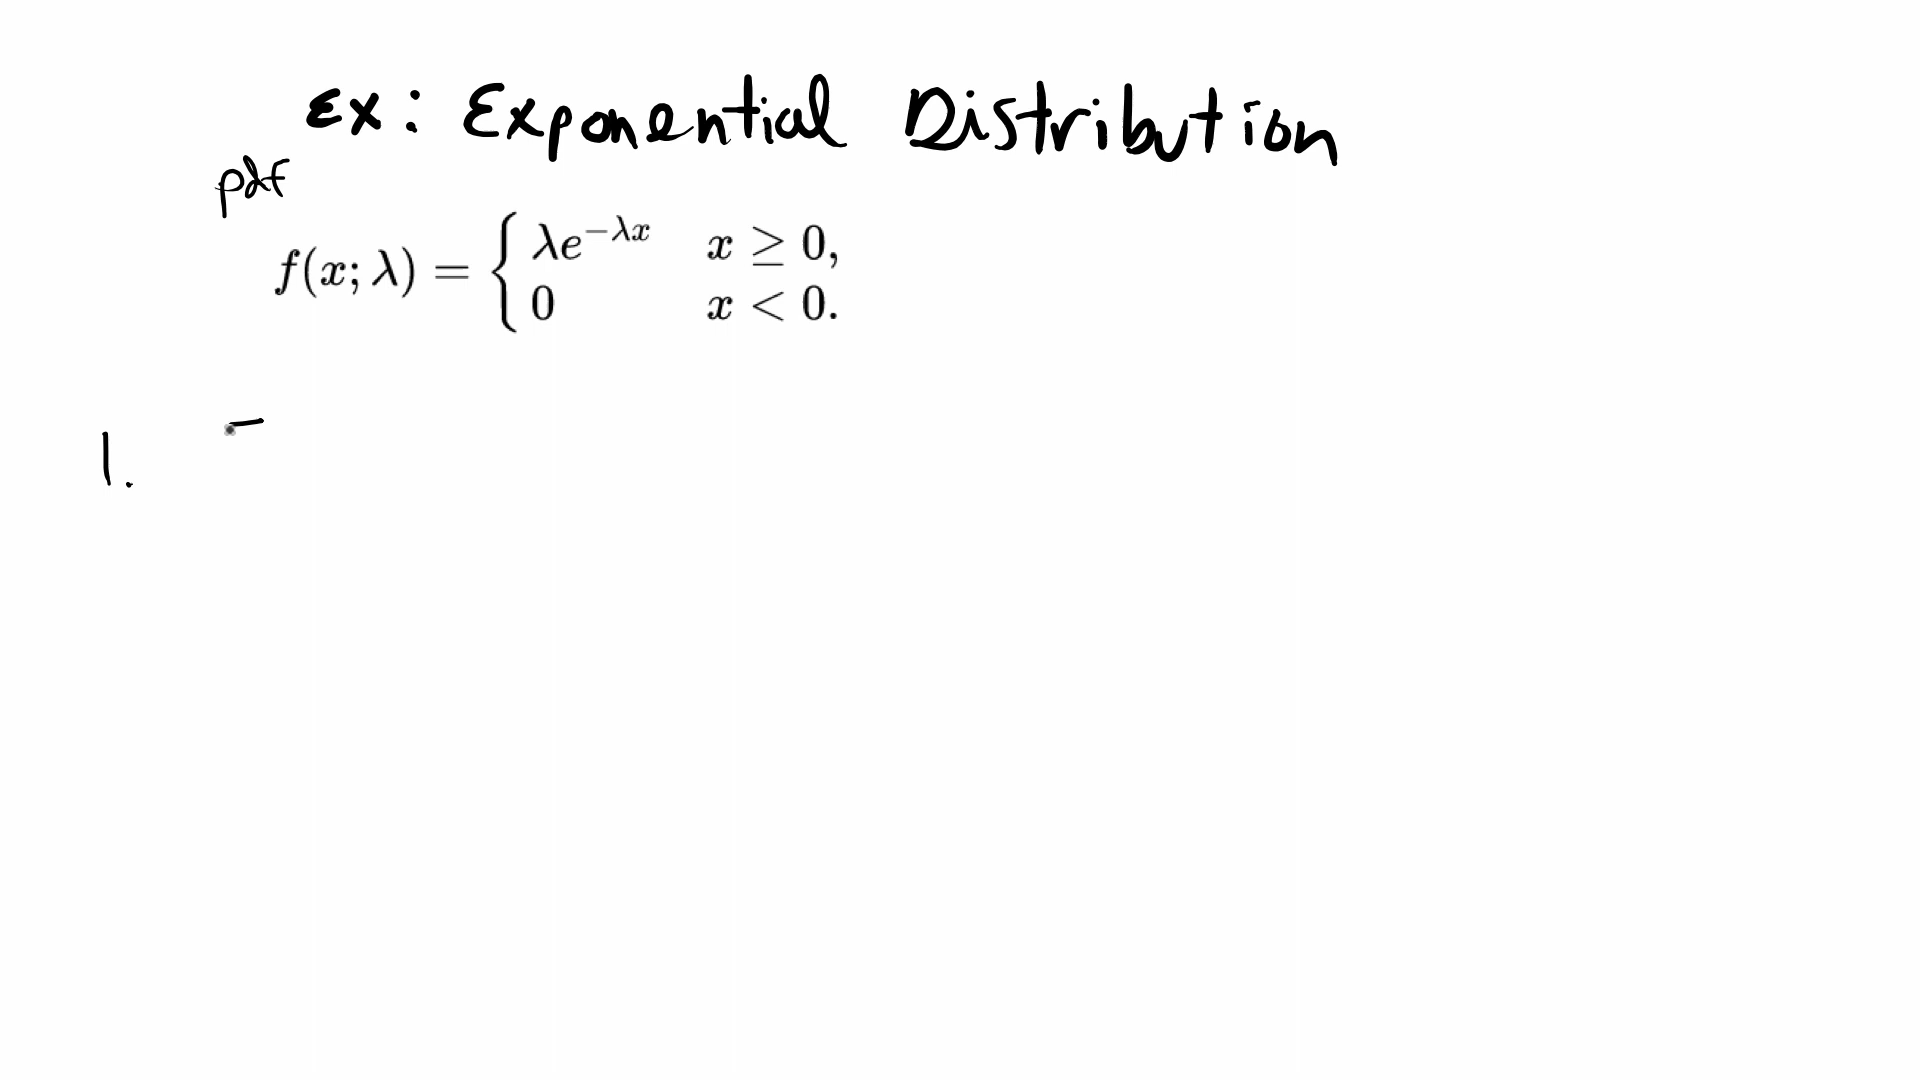 Ex: Exponential Distribution
pdf
f(x; λ) = { λe^{-λx} x ≥ 0,
0 x < 0.
1.